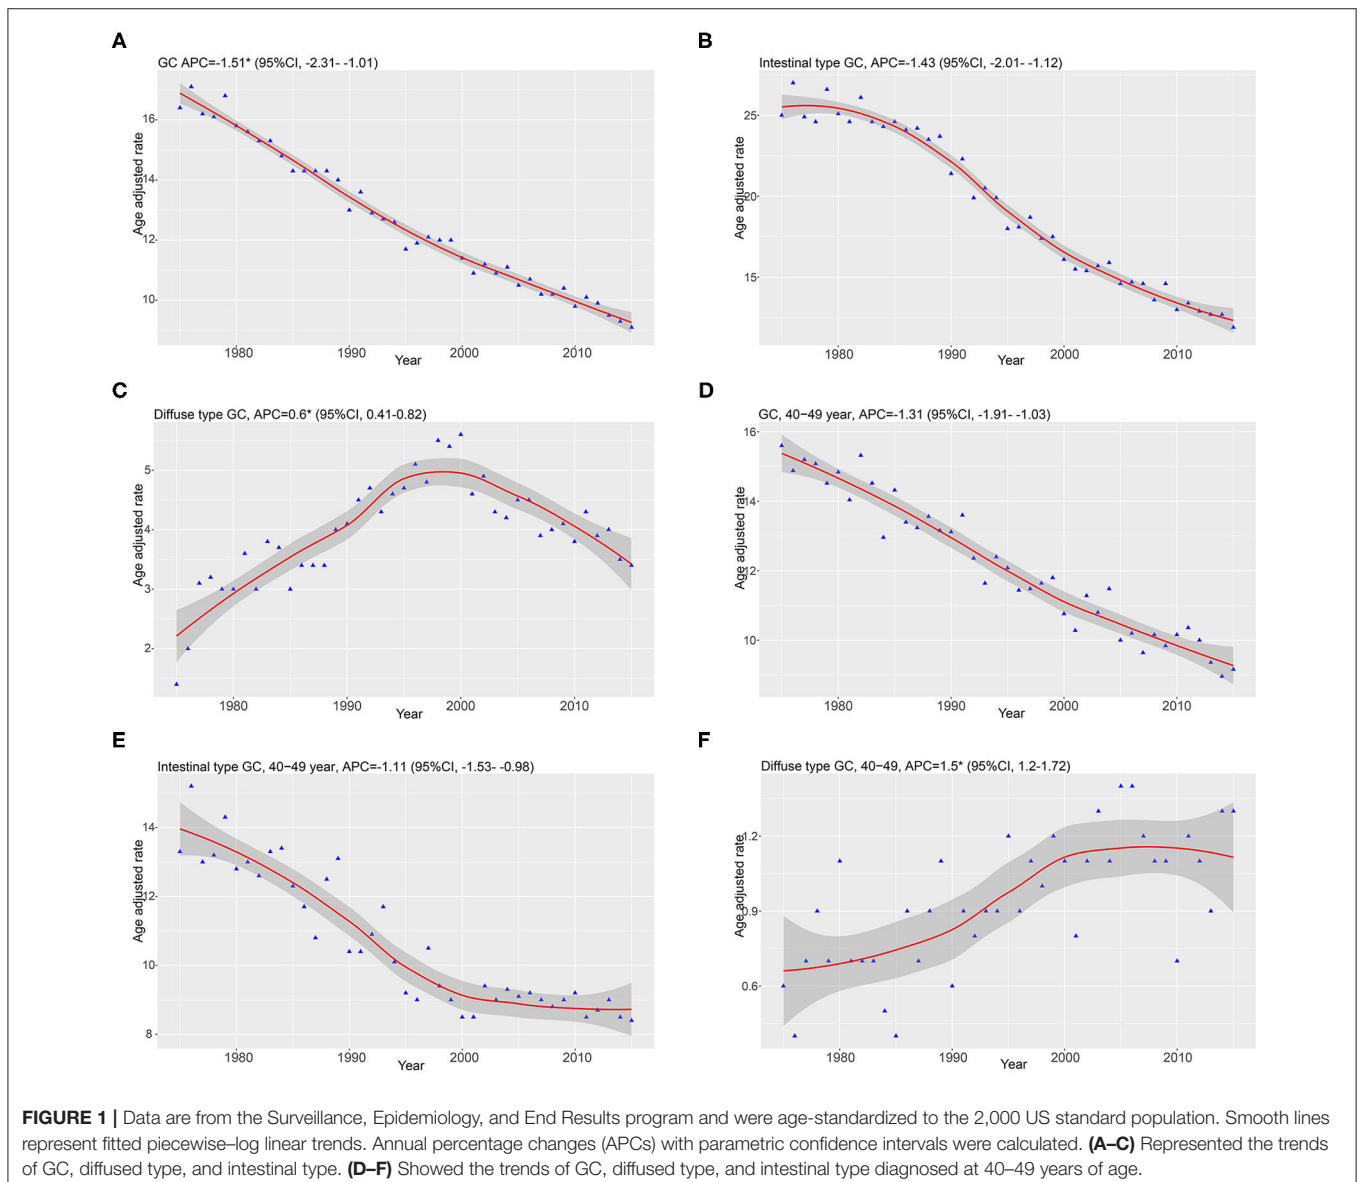 A
GC APC=-1.51* (95%CI, -2.31- -1.01)
Age adjusted rate
16
14
12
10
1980 1990 2000 2010
Year
B
Intestinal type GC, APC=-1.43 (95%CI, -2.01- -1.12)
Age adjusted rate
25
20
15
1980 1990 2000 2010
Year
C
Diffuse type GC, APC=0.6* (95%CI, 0.41-0.82)
Age adjusted rate
5
4
3
2
1980 1990 2000 2010
Year
D
GC, 40−49 year, APC=-1.31 (95%CI, -1.91- -1.03)
Age adjusted rate
16
14
12
10
1980 1990 2000 2010
Year
E
Intestinal type GC, 40−49 year, APC=-1.11 (95%CI, -1.53- -0.98)
Age adjusted rate
14
12
10
8
1980 1990 2000 2010
Year
F
Diffuse type GC, 40−49, APC=1.5* (95%CI, 1.2-1.72)
Age adjusted rate
1.2
0.9
0.6
1980 1990 2000 2010
Year
FIGURE 1 | Data are from the Surveillance, Epidemiology, and End Results program and were age-standardized to the 2,000 US standard population. Smooth lines
represent fitted piecewise–log linear trends. Annual percentage changes (APCs) with parametric confidence intervals were calculated. (A–C) Represented the trends
of GC, diffused type, and intestinal type. (D–F) Showed the trends of GC, diffused type, and intestinal type diagnosed at 40–49 years of age.